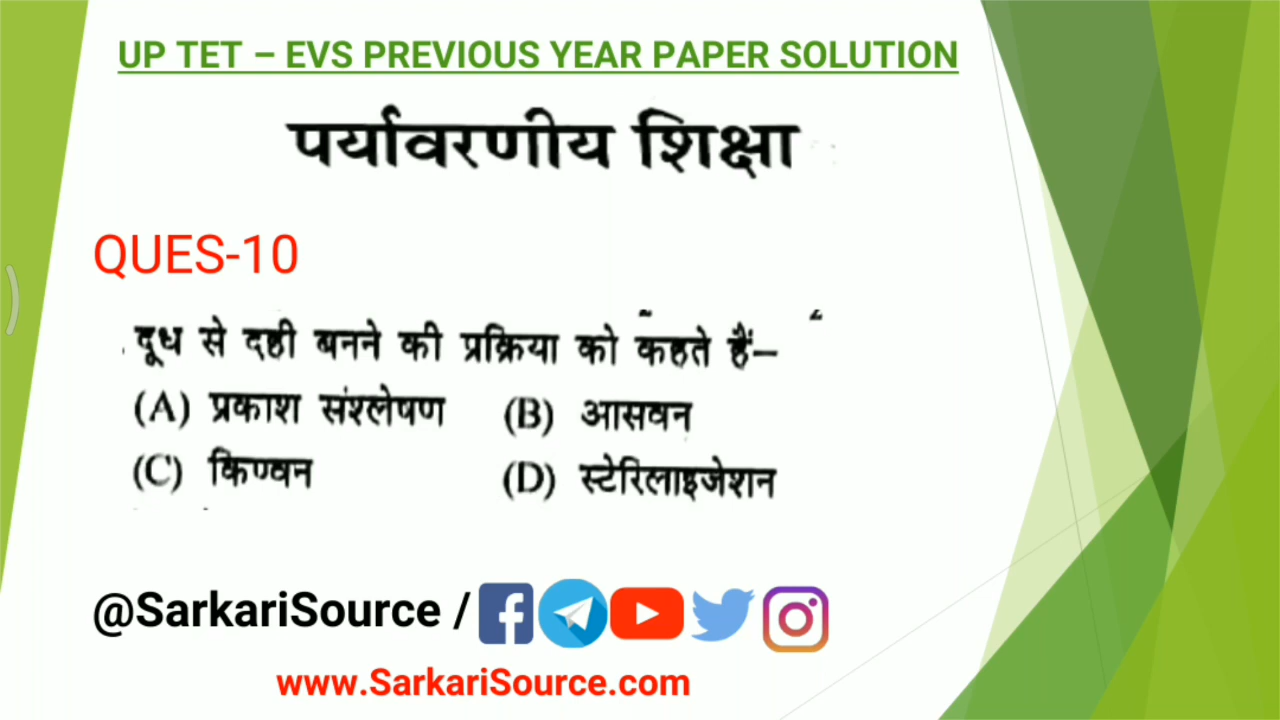 UP TET – EVS PREVIOUS YEAR PAPER SOLUTION
पर्यावरणीय शिक्षा
QUES-10
दूध से दही बनने की प्रक्रिया को कहते हैं–
(A) प्रकाश संश्लेषण (B) आसवन
(C) किण्वन (D) स्टेरिलाइजेशन
@SarkariSource /
www.SarkariSource.com